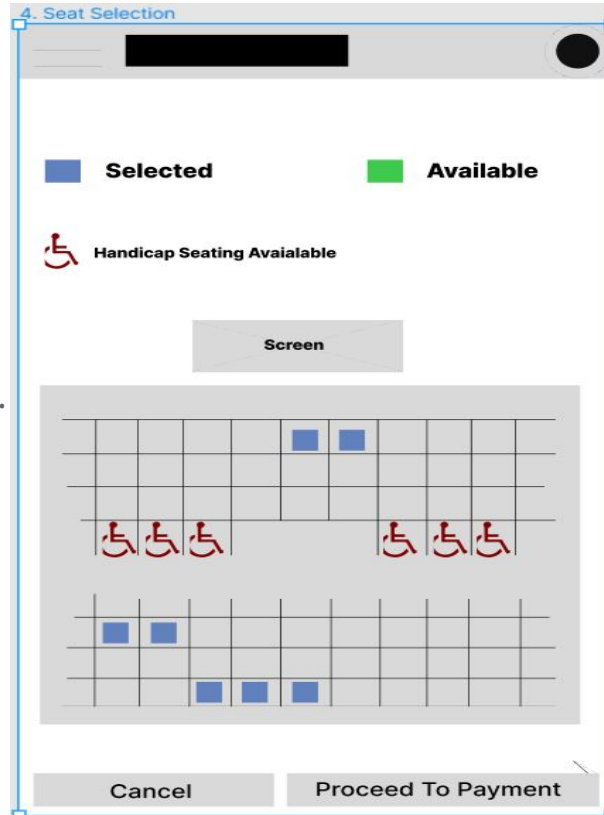 4. Seat Selection
Selected
Available
Handicap Seating Avaialable
Screen
Cancel
Proceed To Payment